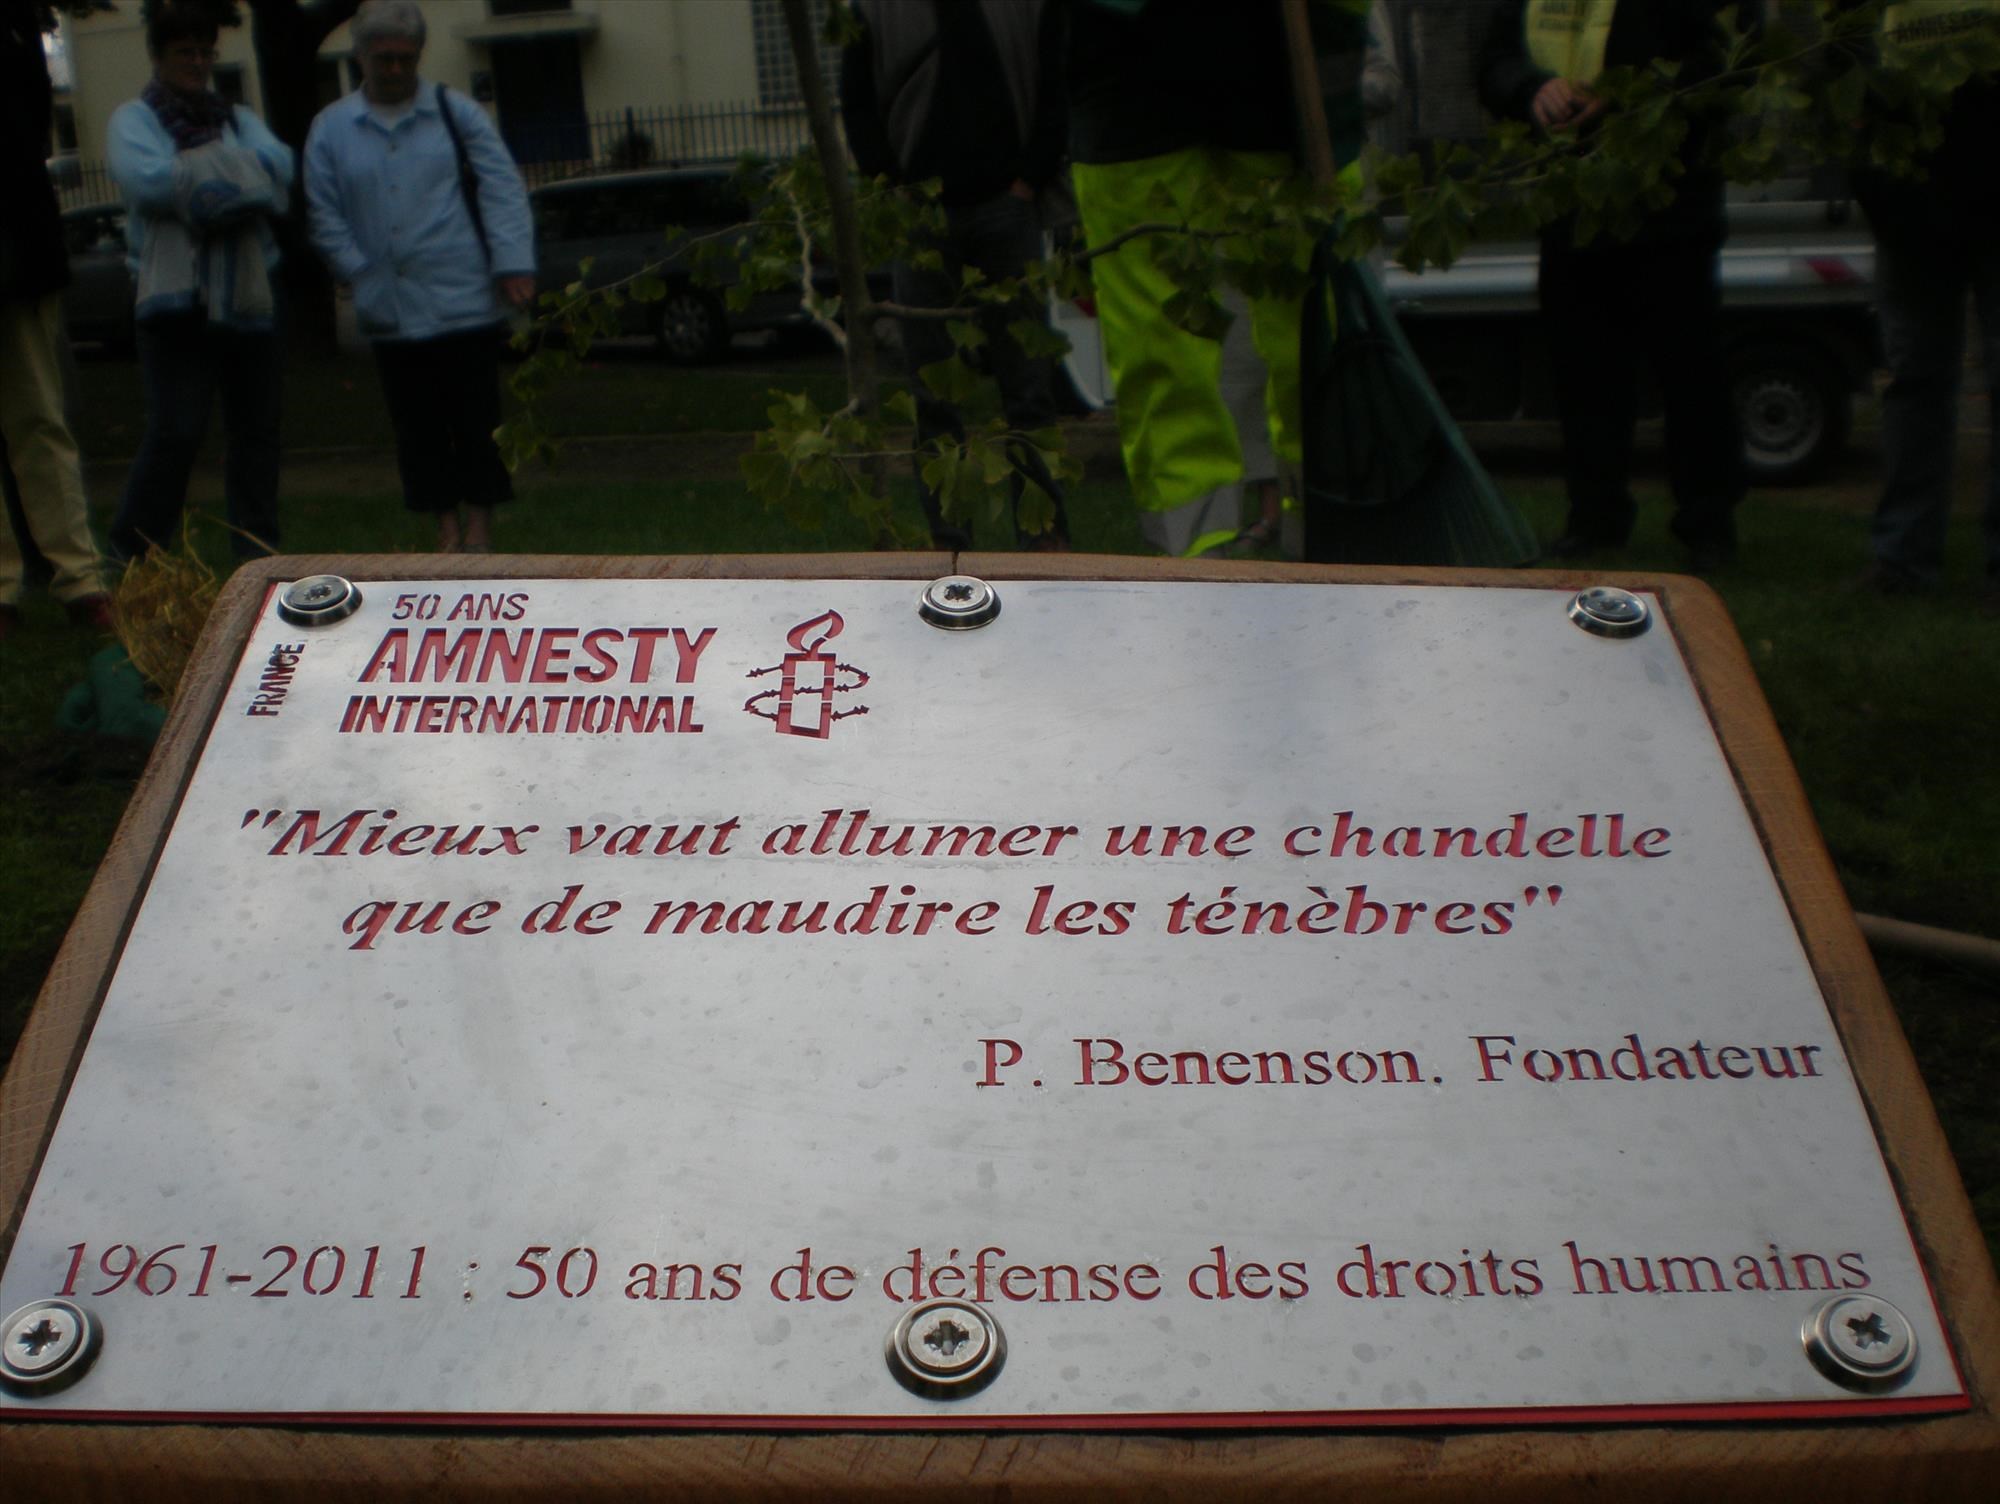 50 ANS
FRANCE
AMNESTY
INTERNATIONAL
"Mieux vaut allumer une chandelle
que de maudire les ténèbres"
P. Benenson. Fondateur
1961-2011 : 50 ans de défense des droits humains